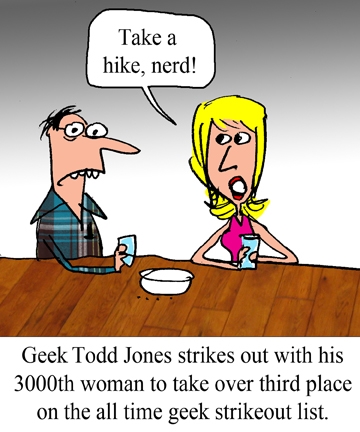 Take a
hike, nerd!
Geek Todd Jones strikes out with his
3000th woman to take over third place
on the all time geek strikeout list.